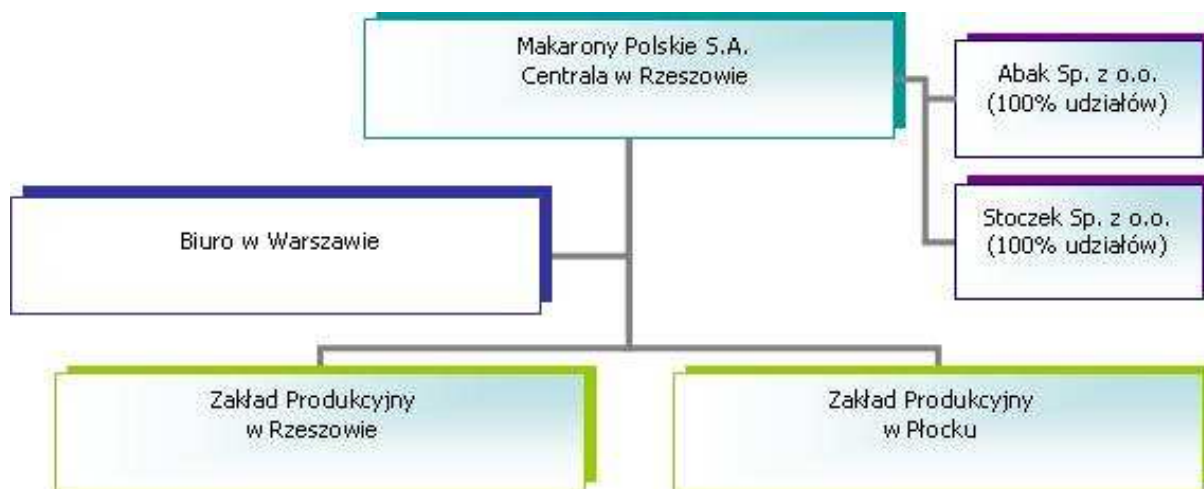 Makarony Polskie S.A.
Centrala w Rzeszowie
Abak Sp. z o.o.
(100% udziałów)
Stoczek Sp. z o.o.
(100% udziałów)
Biuro w Warszawie
Zakład Produkcyjny
w Rzeszowie
Zakład Produkcyjny
w Płocku